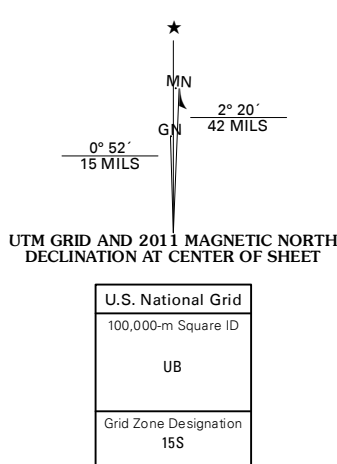 ★
MN
2° 20´
42 MILS
GN
0° 52´
15 MILS
UTM GRID AND 2011 MAGNETIC NORTH
DECLINATION AT CENTER OF SHEET
U.S. National Grid
100,000-m Square ID
UB
Grid Zone Designation
15S